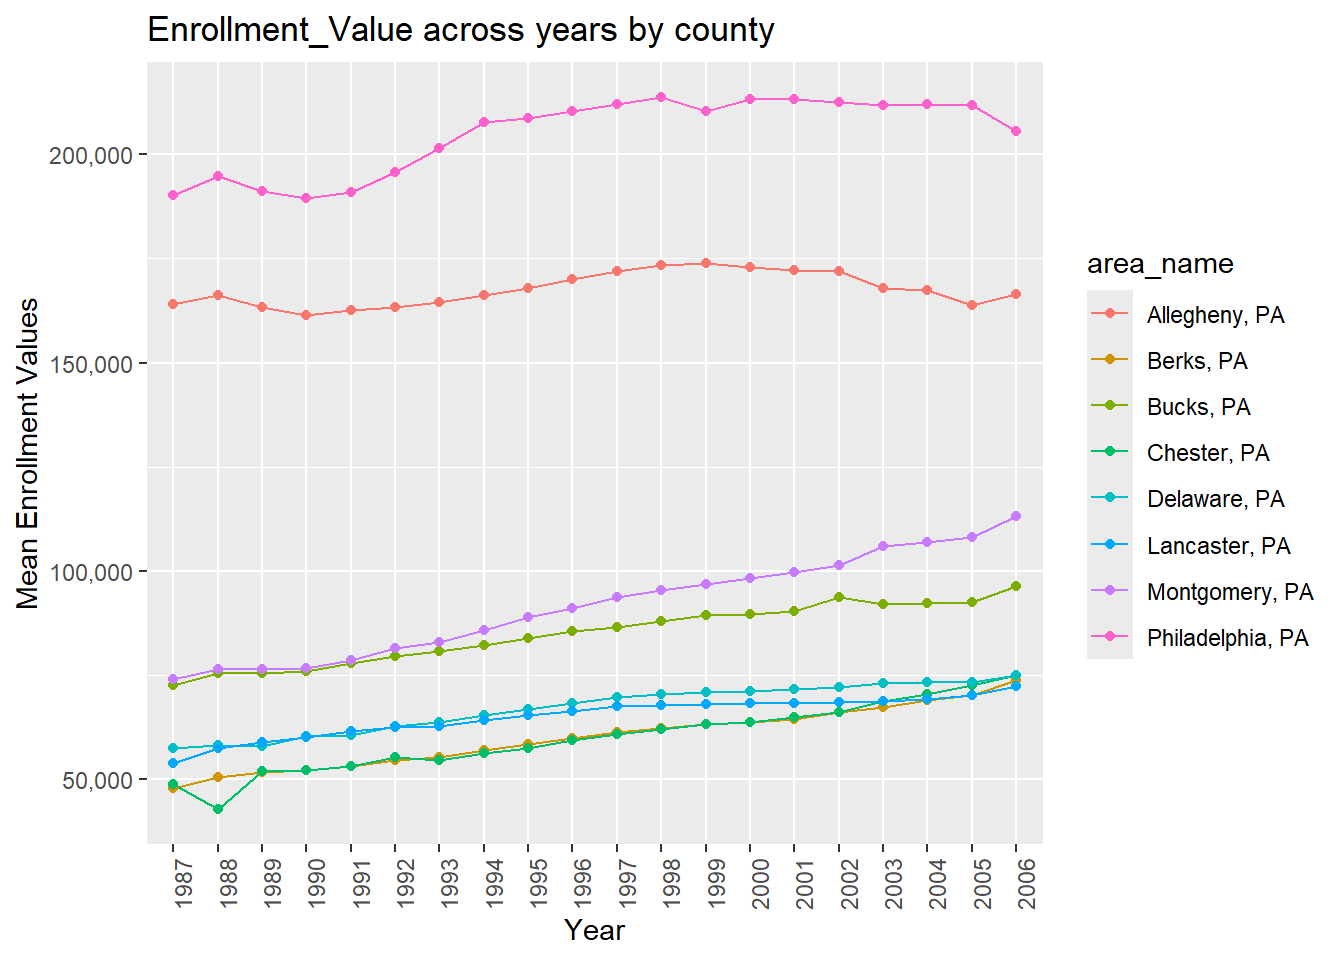 Enrollment_Value across years by county
Mean Enrollment Values
200,000
150,000
100,000
50,000
1987
1988
1989
1990
1991
1992
1993
1994
1995
1996
1997
1998
1999
2000
2001
2002
2003
2004
2005
2006
Year
area_name
Allegheny, PA
Berks, PA
Bucks, PA
Chester, PA
Delaware, PA
Lancaster, PA
Montgomery, PA
Philadelphia, PA